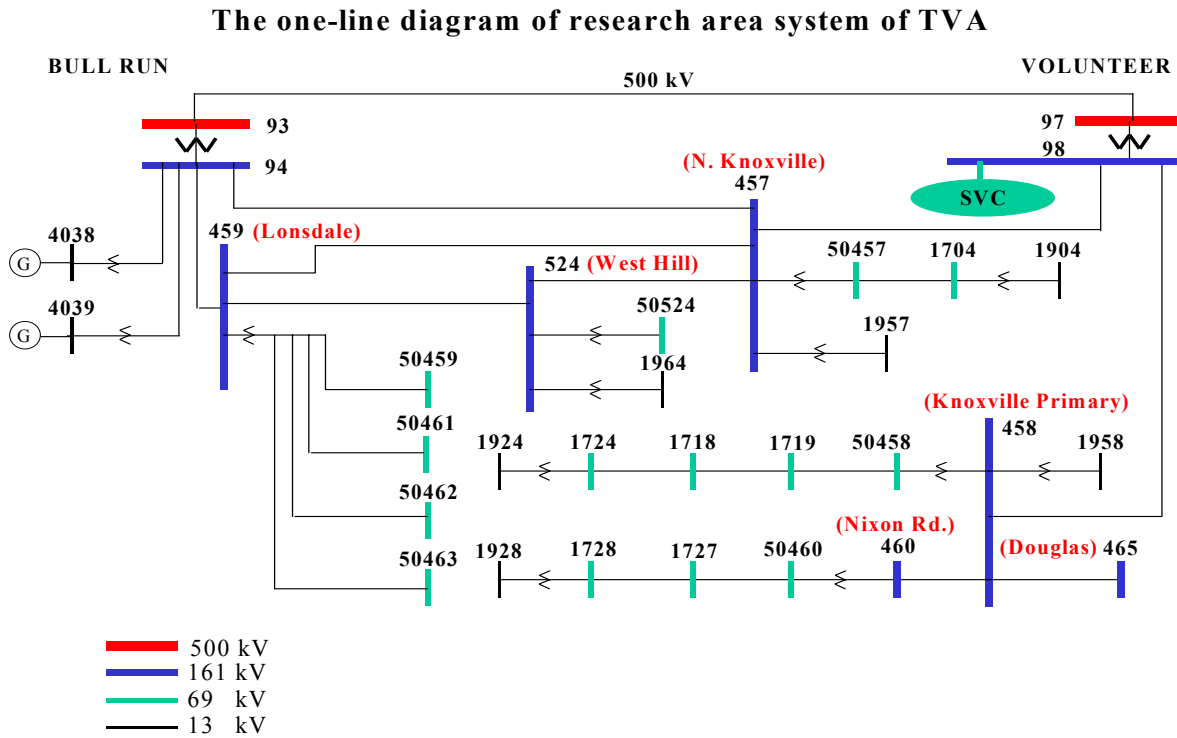 The one-line diagram of research area system of TVA
BULL RUN
VOLUNTEER
500 kV
93
97
98
94
(N. Knoxville)
457
SVC
4038
459 (Lonsdale)
G
524 (West Hill)
50457
1704
1904
4039
50524
G
1957
1964
50459
(Knoxville Primary)
458
50461
1924
1724
1718
1719
50458
1958
50462
(Nixon Rd.)
(Douglas)
50463
1928
1728
1727
50460
460
465
500 kV
161 kV
69 kV
13 kV